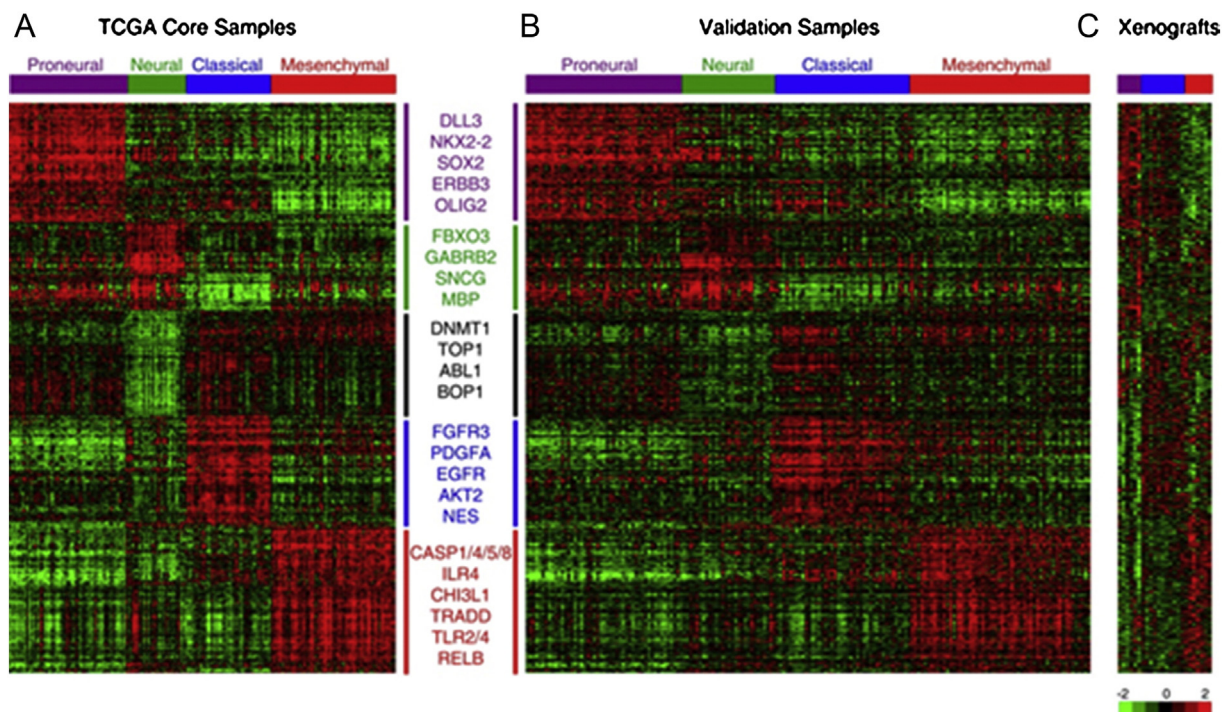 A TCGA Core Samples B Validation Samples C Xenografts
Proneural Neural Classical Mesenchymal Proneural Neural Classical Mesenchymal
DLL3
NKX2-2
SOX2
ERBB3
OLIG2
FBXO3
GABRB2
SNCG
MBP
DNMT1
TOP1
ABL1
BOP1
FGFR3
PDGFA
EGFR
AKT2
NES
CASP1/4/5/8
ILR4
CHI3L1
TRADD
TLR2/4
RELB
-2 0 2